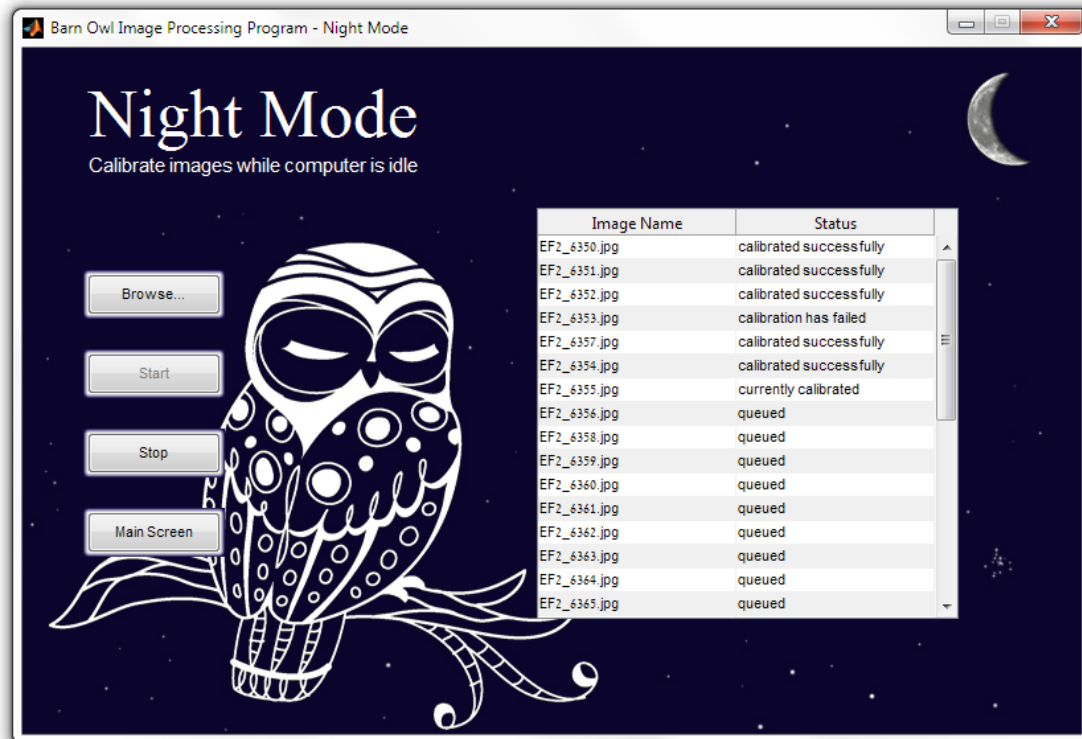 Barn Owl Image Processing Program - Night Mode
Night Mode
Calibrate images while computer is idle
Browse...
Start
Stop
Main Screen
Image Name Status
EF2_6350.jpg calibrated successfully
EF2_6351.jpg calibrated successfully
EF2_6352.jpg calibrated successfully
EF2_6353.jpg calibration has failed
EF2_6357.jpg calibrated successfully
EF2_6354.jpg calibrated successfully
EF2_6355.jpg currently calibrated
EF2_6356.jpg queued
EF2_6358.jpg queued
EF2_6359.jpg queued
EF2_6360.jpg queued
EF2_6361.jpg queued
EF2_6362.jpg queued
EF2_6363.jpg queued
EF2_6364.jpg queued
EF2_6365.jpg queued